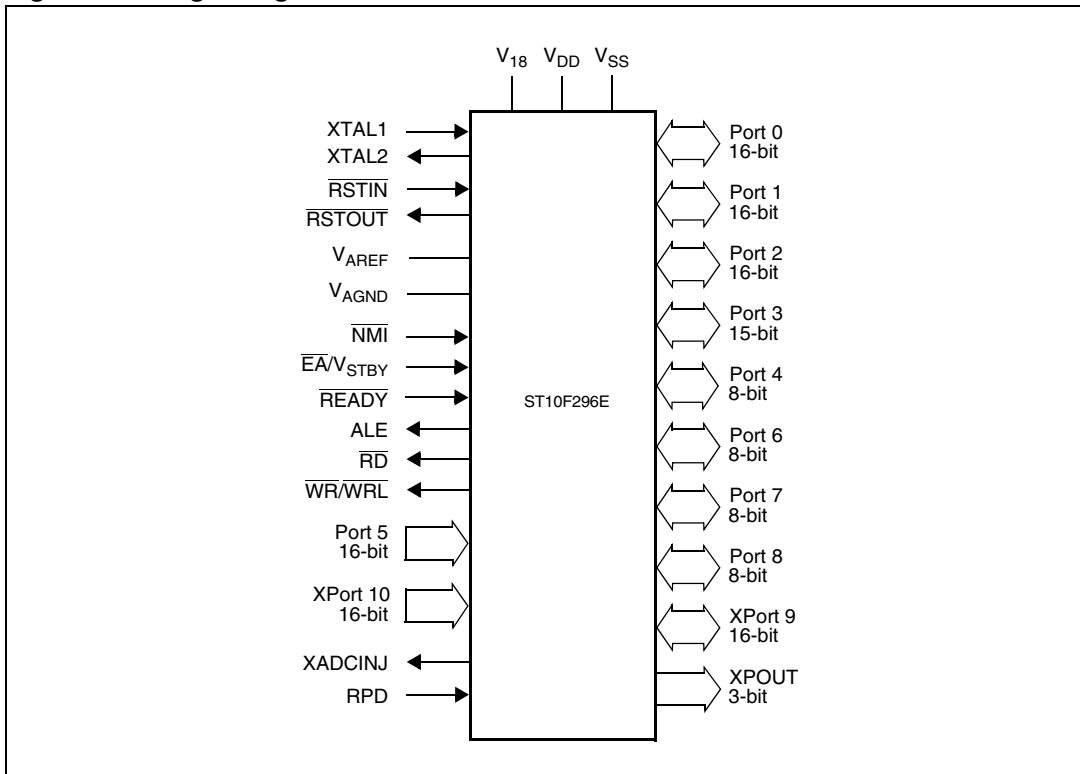 V18 VDD VSS
XTAL1
XTAL2
RSTIN
RSTOUT
VAREF
VAGND
NMI
EA/VSTBY
READY
ALE
RD
WR/WRL
Port 5
16-bit
XPort 10
16-bit
XADCINJ
RPD
ST10F296E
Port 0
16-bit
Port 1
16-bit
Port 2
16-bit
Port 3
15-bit
Port 4
8-bit
Port 6
8-bit
Port 7
8-bit
Port 8
8-bit
XPort 9
16-bit
XPOUT
3-bit